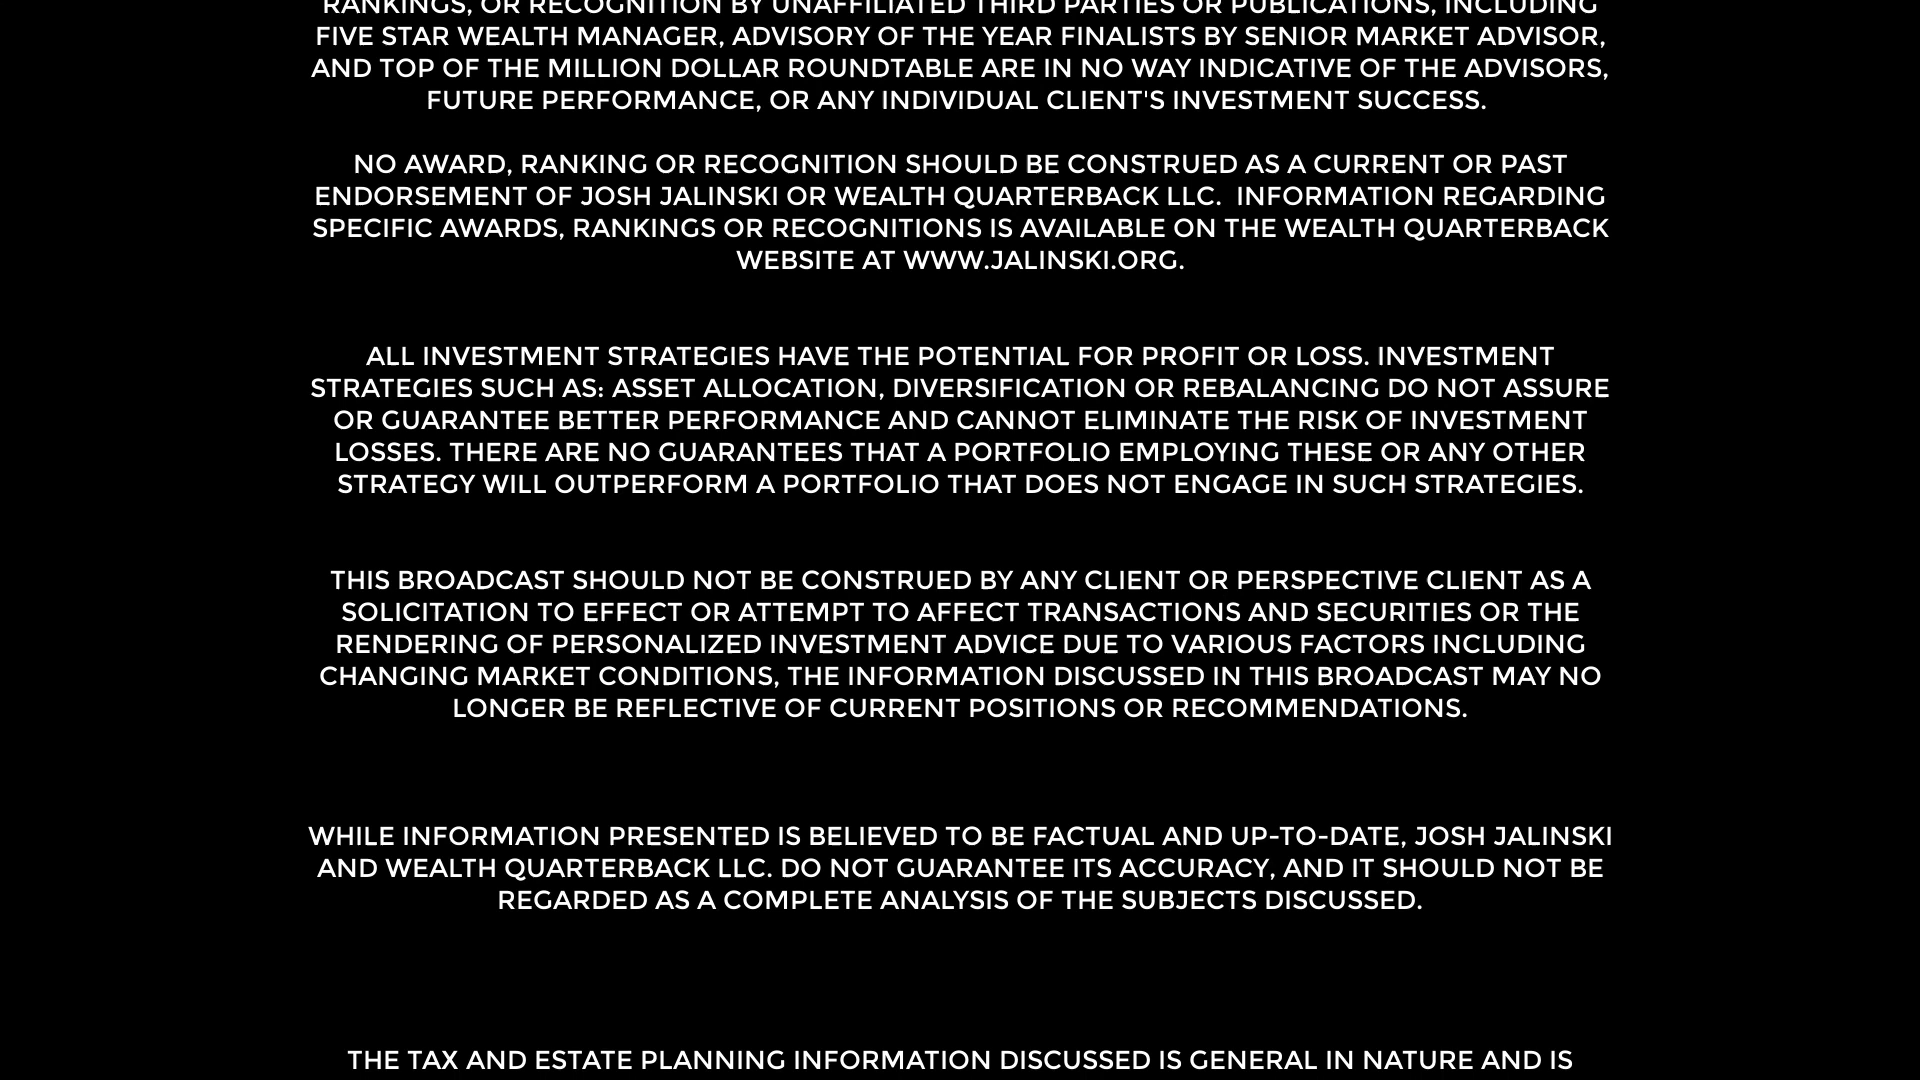 RANKINGS, OR RECOGNITION BY UNAFFILIATED THIRD PARTIES OR PUBLICATIONS, INCLUDING
FIVE STAR WEALTH MANAGER, ADVISORY OF THE YEAR FINALISTS BY SENIOR MARKET ADVISOR,
AND TOP OF THE MILLION DOLLAR ROUNDTABLE ARE IN NO WAY INDICATIVE OF THE ADVISORS,
FUTURE PERFORMANCE, OR ANY INDIVIDUAL CLIENT'S INVESTMENT SUCCESS.
NO AWARD, RANKING OR RECOGNITION SHOULD BE CONSTRUED AS A CURRENT OR PAST
ENDORSEMENT OF JOSH JALINSKI OR WEALTH QUARTERBACK LLC.  INFORMATION REGARDING
SPECIFIC AWARDS, RANKINGS OR RECOGNITIONS IS AVAILABLE ON THE WEALTH QUARTERBACK
WEBSITE AT WWW.JALINSKI.ORG.
ALL INVESTMENT STRATEGIES HAVE THE POTENTIAL FOR PROFIT OR LOSS. INVESTMENT
STRATEGIES SUCH AS: ASSET ALLOCATION, DIVERSIFICATION OR REBALANCING DO NOT ASSURE
OR GUARANTEE BETTER PERFORMANCE AND CANNOT ELIMINATE THE RISK OF INVESTMENT
LOSSES. THERE ARE NO GUARANTEES THAT A PORTFOLIO EMPLOYING THESE OR ANY OTHER
STRATEGY WILL OUTPERFORM A PORTFOLIO THAT DOES NOT ENGAGE IN SUCH STRATEGIES.
THIS BROADCAST SHOULD NOT BE CONSTRUED BY ANY CLIENT OR PERSPECTIVE CLIENT AS A
SOLICITATION TO EFFECT OR ATTEMPT TO AFFECT TRANSACTIONS AND SECURITIES OR THE
RENDERING OF PERSONALIZED INVESTMENT ADVICE DUE TO VARIOUS FACTORS INCLUDING
CHANGING MARKET CONDITIONS, THE INFORMATION DISCUSSED IN THIS BROADCAST MAY NO
LONGER BE REFLECTIVE OF CURRENT POSITIONS OR RECOMMENDATIONS.
WHILE INFORMATION PRESENTED IS BELIEVED TO BE FACTUAL AND UP-TO-DATE, JOSH JALINSKI
AND WEALTH QUARTERBACK LLC. DO NOT GUARANTEE ITS ACCURACY, AND IT SHOULD NOT BE
REGARDED AS A COMPLETE ANALYSIS OF THE SUBJECTS DISCUSSED.
THE TAX AND ESTATE PLANNING INFORMATION DISCUSSED IS GENERAL IN NATURE AND IS